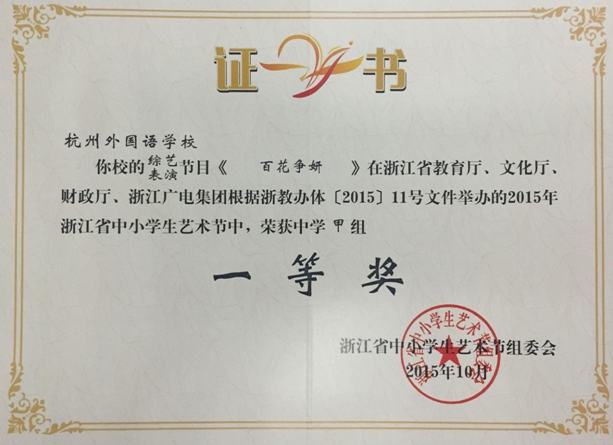 证书
杭州外国语学校
你校的综艺表演节目《 百花争妍 》在浙江省教育厅、文化厅、
财政厅、浙江广电集团根据浙教办体〔2015〕11号文件举办的2015年
浙江省中小学生艺术节中，荣获中学 甲 组
一等奖
浙江省中小学生艺术节组委会
2015年10月